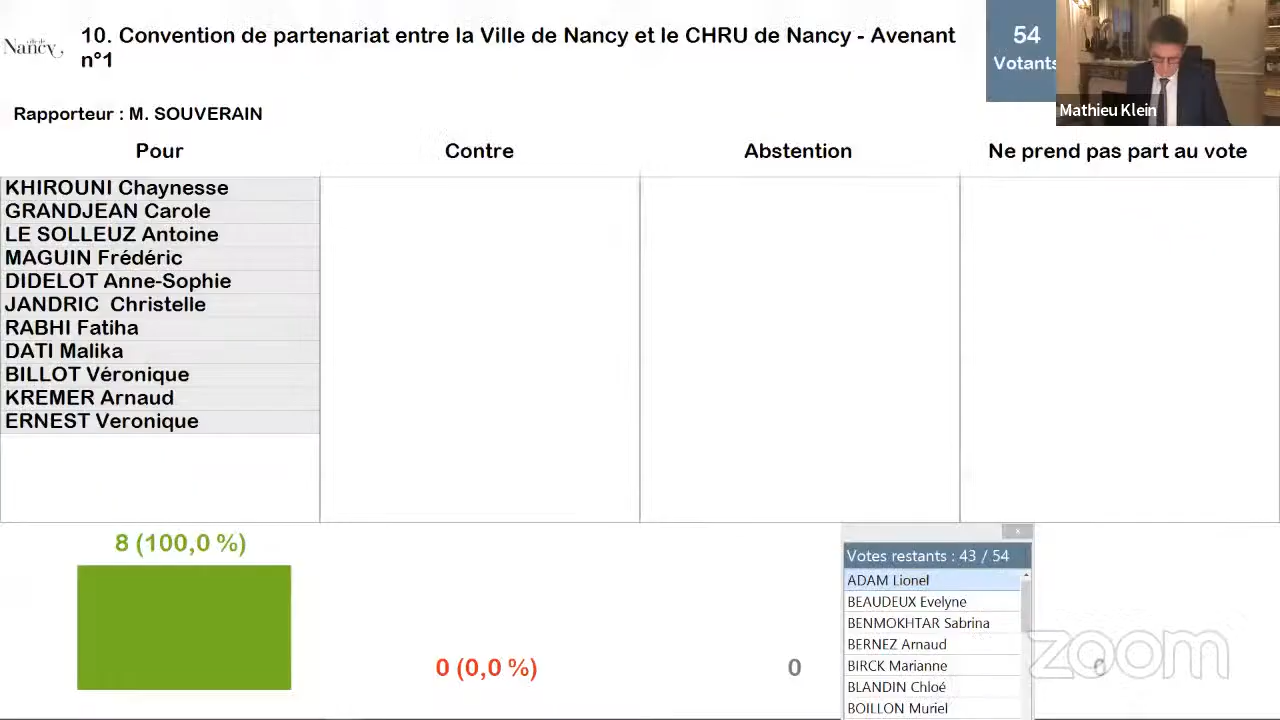 ville de
Nancy
10. Convention de partenariat entre la Ville de Nancy et le CHRU de Nancy - Avenant
n°1
54
Votants
Mathieu Klein
Rapporteur : M. SOUVERAIN
Pour
Contre
Abstention
Ne prend pas part au vote
KHIROUNI Chaynesse
GRANDJEAN Carole
LE SOLLEUZ Antoine
MAGUIN Frédéric
DIDELOT Anne-Sophie
JANDRIC  Christelle
RABHI Fatiha
DATI Malika
BILLOT Véronique
KREMER Arnaud
ERNEST Veronique
8 (100,0 %)
0 (0,0 %)
0
0
Votes restants : 43 / 54
ADAM Lionel
BEAUDEUX Evelyne
BENMOKHTAR Sabrina
BERNEZ Arnaud
BIRCK Marianne
BLANDIN Chloé
BOILLON Muriel
zoom